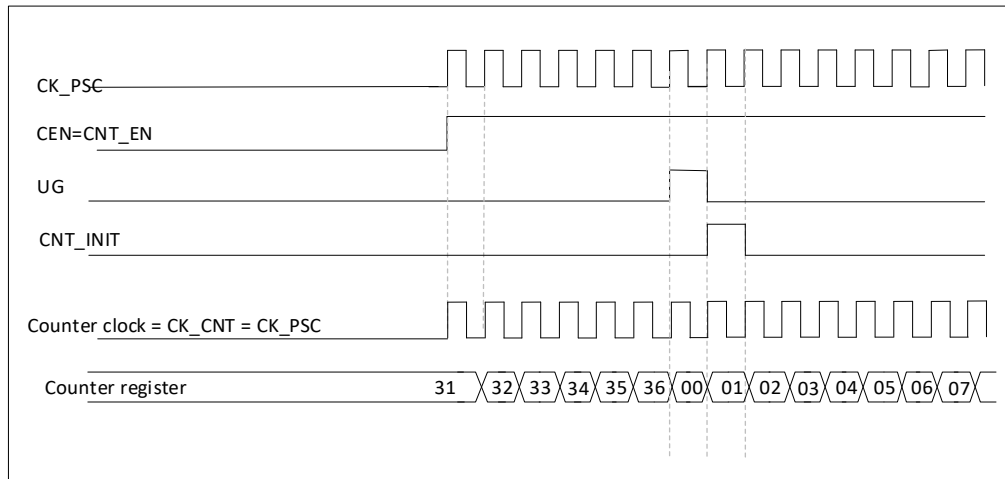 CK_PSC
CEN=CNT_EN
UG
CNT_INIT
Counter clock = CK_CNT = CK_PSC
Counter register 31 32 33 34 35 36 00 01 02 03 04 05 06 07